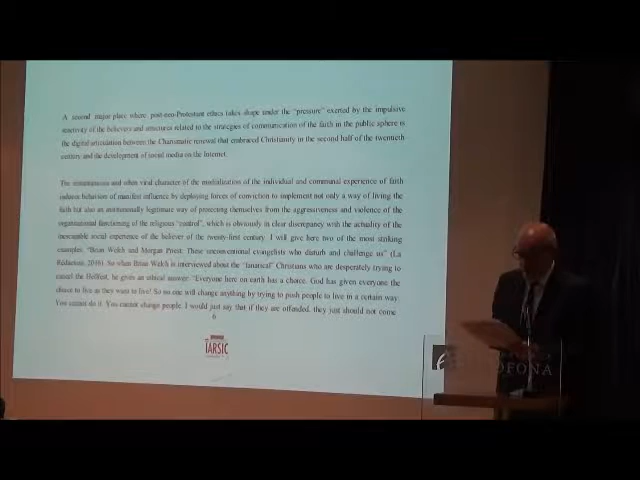 A second major place where post-neo-Protestant ethics takes shape under the "pressure" exerted by the impulsive
reactivity of the believers and structures related to the strategies of communication of the faith in the public sphere is
the digital articulation between the Charismatic renewal that embraced Christianity in the second half of the twentieth
century and the development of social media on the Internet.
The instantaneous and often viral character of the mediatization of the individual and communal experience of faith
induces behaviors of manifest influence by deploying forces of conviction to implement not only a way of living the
faith but also an institutionally legitimate way of protecting themselves from the aggressiveness and violence of the
organizational functioning of the religious "control", which is obviously in clear discrepancy with the actuality of the
inescapable social experience of the believer of the twenty-first century. I will give here two of the most striking
examples, "Brian Welch and Morgan Priest: These unconventional evangelists who disturb and challenge us" (La
Rédaction, 2018). So when Brian Welch is interviewed about the "fanatical" Christians who are desperately trying to
cancel the Hellfest, he gives an ethical answer: "Everyone here on earth has a choice. God has given everyone the
choice to live as they want to live! So no one will change anything by trying to push people to live in a certain way.
You cannot do it. You cannot change people. I would just say that if they are offended, they just should not come
6
IARSIC
OFONA